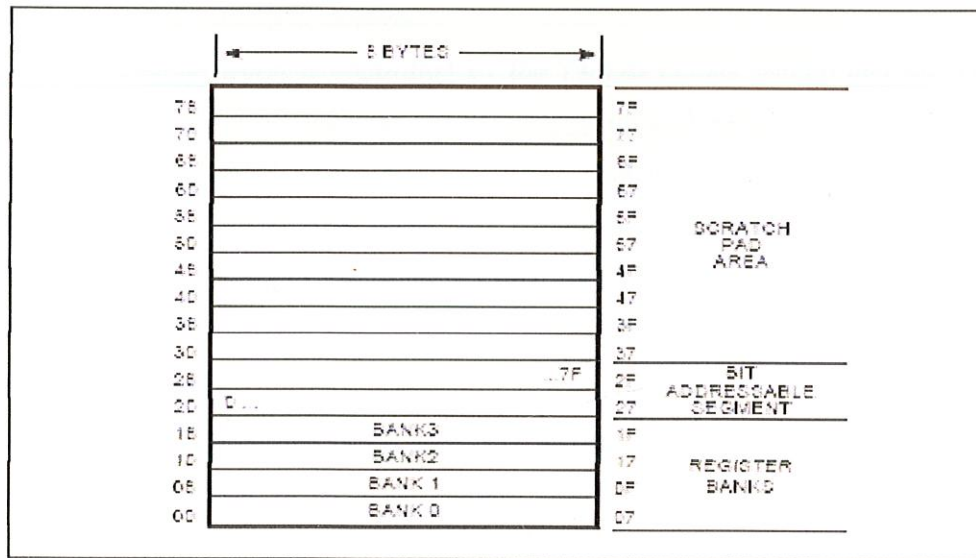 8 BYTES
78 7F
70 77
68 6F
60 67
58 5F
50 57
48 4F
40 47
38 3F
30 37
28 ...7F 2F
20 0 ... 27
18 BANK3 1F
10 BANK2 17
08 BANK 1 0F
00 BANK 0 07
SCRATCH
PAD
AREA
BIT
ADDRESSABLE
SEGMENT
REGISTER
BANKS